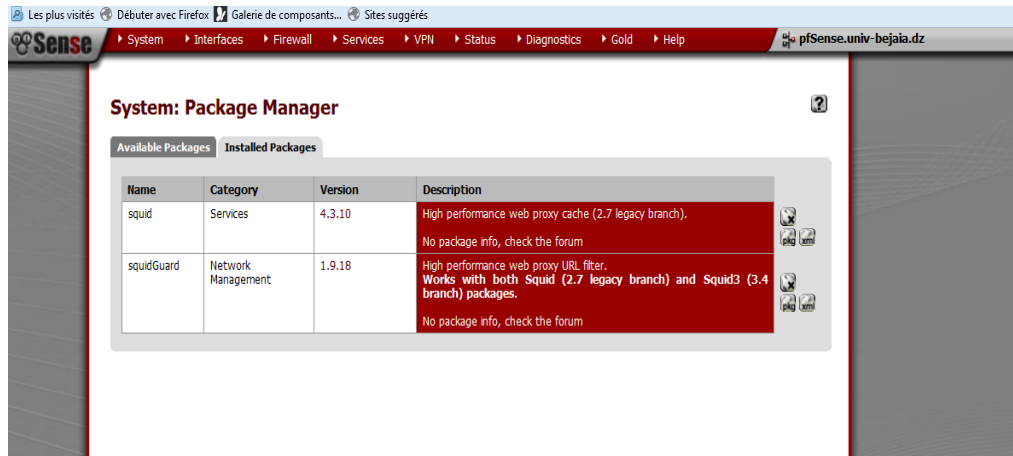 Les plus visités Débuter avec Firefox Galerie de composants... Sites suggérés
Sense System Interfaces Firewall Services VPN Status Diagnostics Gold Help pfSense.univ-bejaia.dz
System: Package Manager ?
Available Packages Installed Packages
Name Category Version Description
squid Services 4.3.10 High performance web proxy cache (2.7 legacy branch).
No package info, check the forum
pkg xml
squidGuard Network 1.9.18 High performance web proxy URL filter.
Management Works with both Squid (2.7 legacy branch) and Squid3 (3.4
branch) packages.
pkg xml
No package info, check the forum